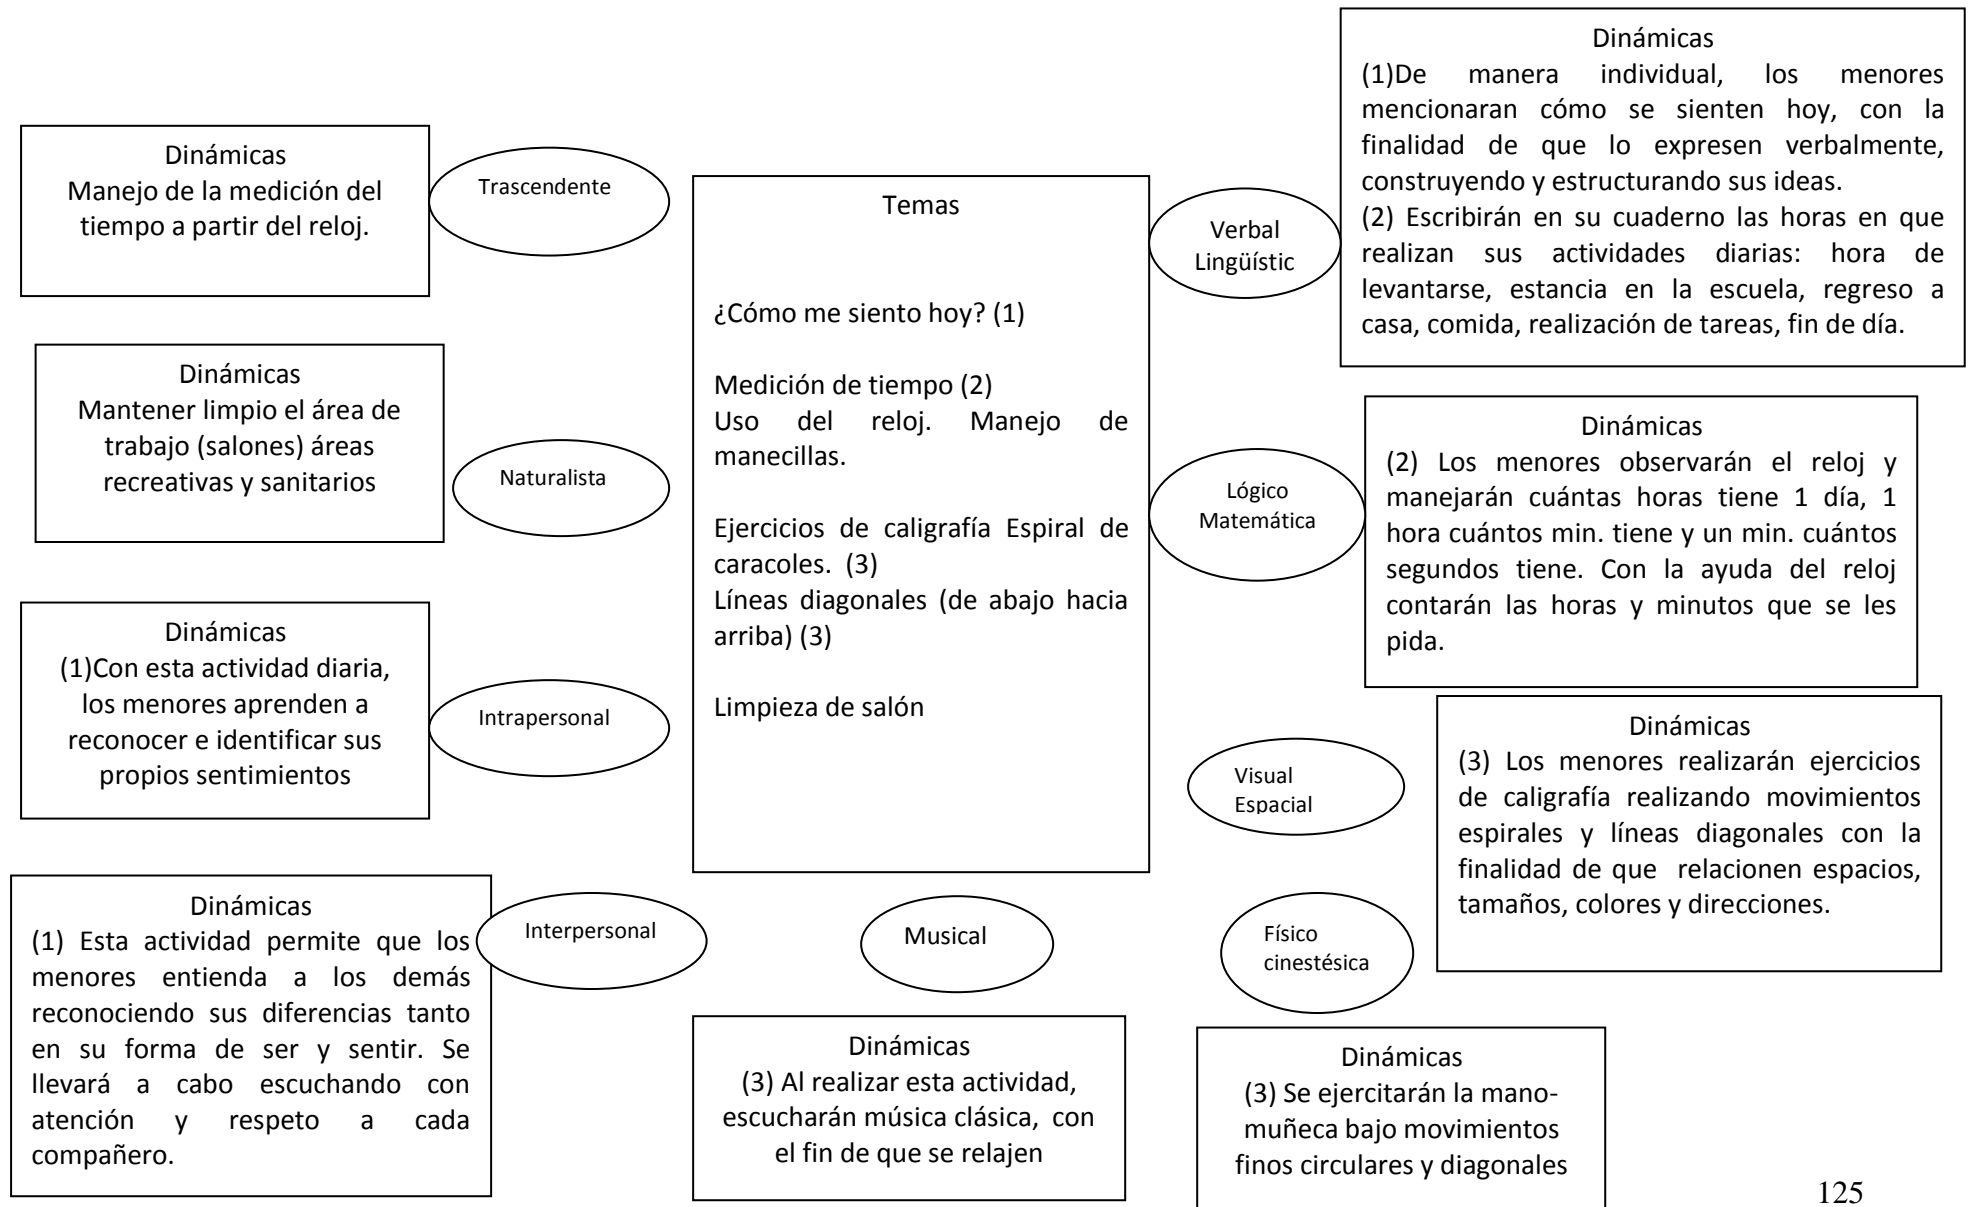 Dinámicas
Manejo de la medición del
tiempo a partir del reloj.
Trascendente
Dinámicas
Mantener limpio el área de
trabajo (salones) áreas
recreativas y sanitarios
Naturalista
Dinámicas
(1)Con esta actividad diaria,
los menores aprenden a
reconocer e identificar sus
propios sentimientos
Intrapersonal
Dinámicas
(1) Esta actividad permite que los
menores entienda a los demás
reconociendo sus diferencias tanto
en su forma de ser y sentir. Se
llevará a cabo escuchando con
atención y respeto a cada
compañero.
Interpersonal
Temas
¿Cómo me siento hoy? (1)
Medición de tiempo (2)
Uso del reloj. Manejo de
manecillas.
Ejercicios de caligrafía Espiral de
caracoles. (3)
Líneas diagonales (de abajo hacia
arriba) (3)
Limpieza de salón
Musical
Dinámicas
(3) Al realizar esta actividad,
escucharán música clásica, con
el fin de que se relajen
Verbal
Lingüístic
Dinámicas
(1)De manera individual, los menores
mencionaran cómo se sienten hoy, con la
finalidad de que lo expresen verbalmente,
construyendo y estructurando sus ideas.
(2) Escribirán en su cuaderno las horas en que
realizan sus actividades diarias: hora de
levantarse, estancia en la escuela, regreso a
casa, comida, realización de tareas, fin de día.
Lógico
Matemática
Dinámicas
(2) Los menores observarán el reloj y
manejarán cuántas horas tiene 1 día, 1
hora cuántos min. tiene y un min. cuántos
segundos tiene. Con la ayuda del reloj
contarán las horas y minutos que se les
pida.
Visual
Espacial
Dinámicas
(3) Los menores realizarán ejercicios
de caligrafía realizando movimientos
espirales y líneas diagonales con la
finalidad de que relacionen espacios,
tamaños, colores y direcciones.
Físico
cinestésica
Dinámicas
(3) Se ejercitarán la mano-
muñeca bajo movimientos
finos circulares y diagonales
125